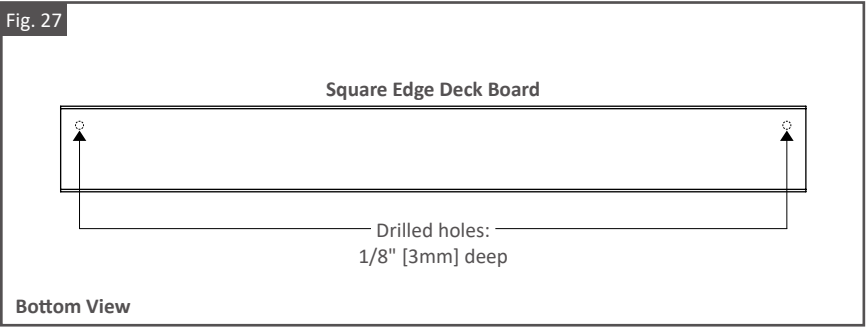 Fig. 27
Square Edge Deck Board
Drilled holes:
1/8" [3mm] deep
Bottom View